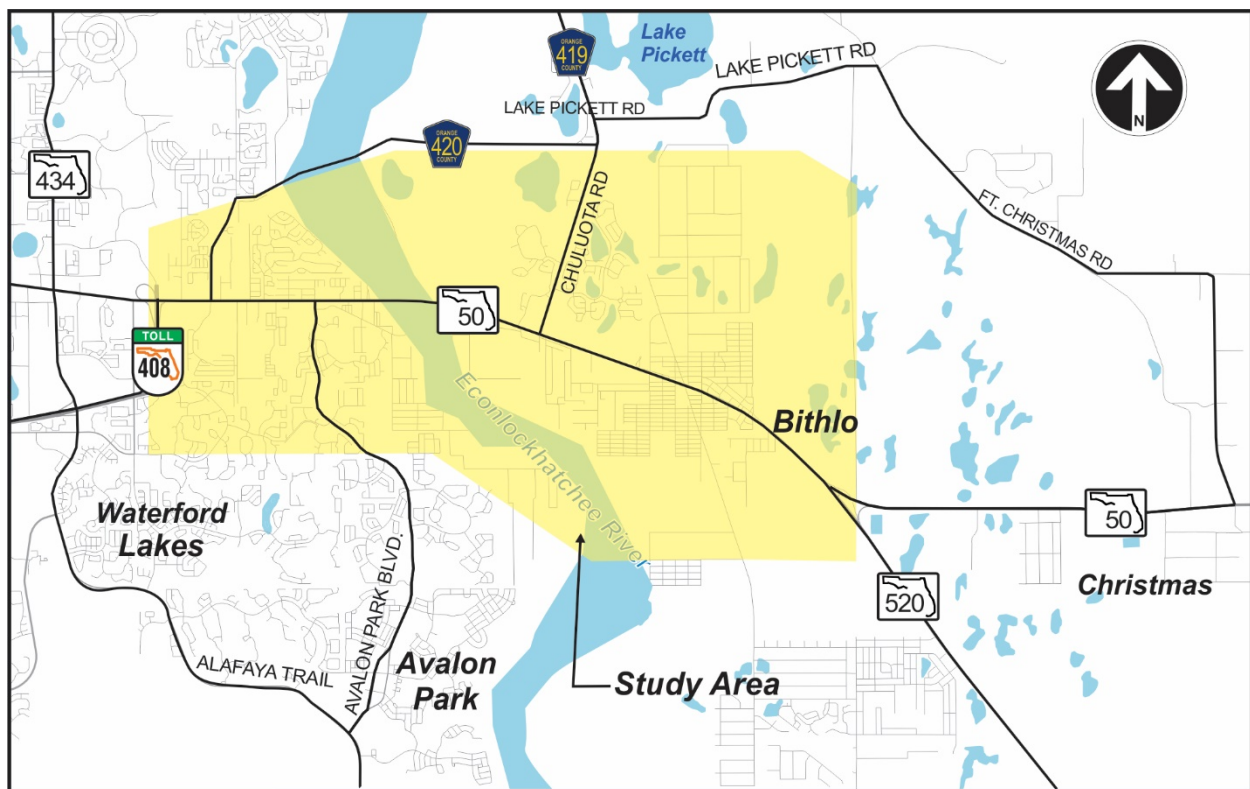 Lake
Pickett
ORANGE
419
COUNTY
LAKE PICKETT RD
LAKE PICKETT RD
N
ORANGE
420
COUNTY
434
CHULUOTA RD
FT. CHRISTMAS RD
50
TOLL
408
Econlockhatchee River
Bithlo
50
Waterford
Lakes
AVALON PARK BLVD.
520
Christmas
ALAFAYA TRAIL
Avalon
Park
Study Area